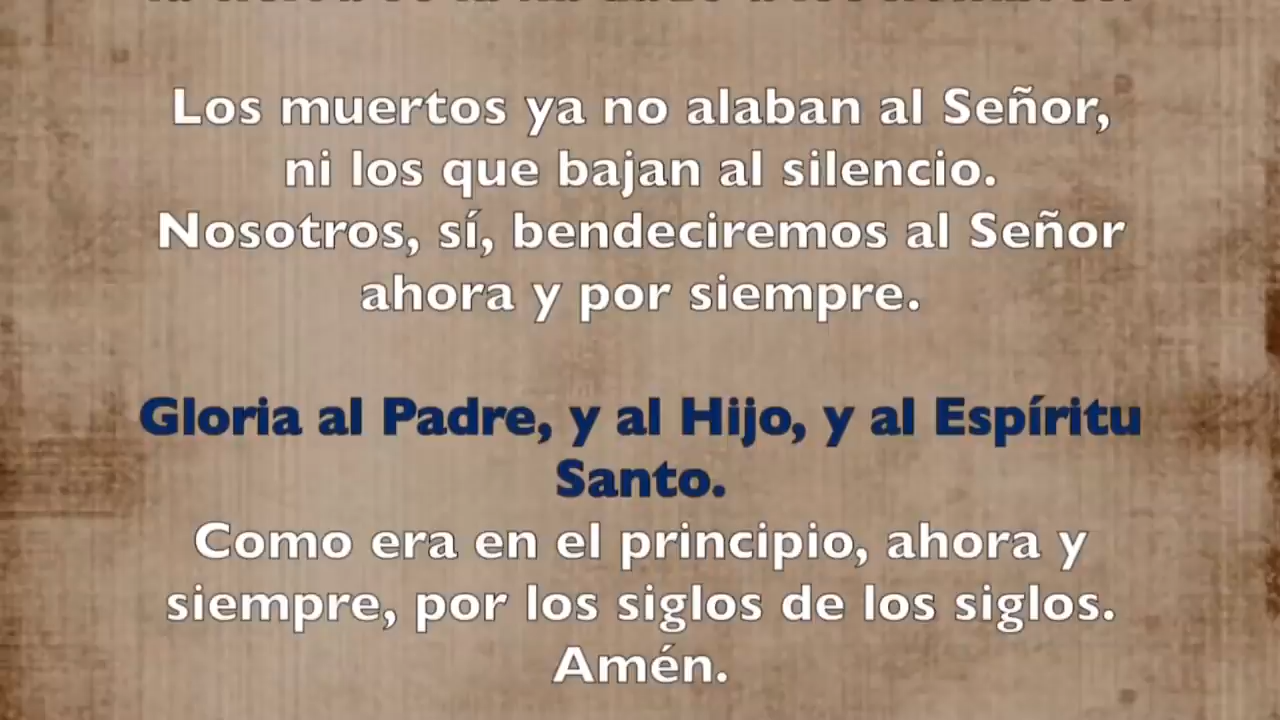 Los muertos ya no alaban al Señor,
ni los que bajan al silencio.
Nosotros, sí, bendeciremos al Señor
ahora y por siempre.
Gloria al Padre, y al Hijo, y al Espíritu
Santo.
Como era en el principio, ahora y
siempre, por los siglos de los siglos.
Amén.